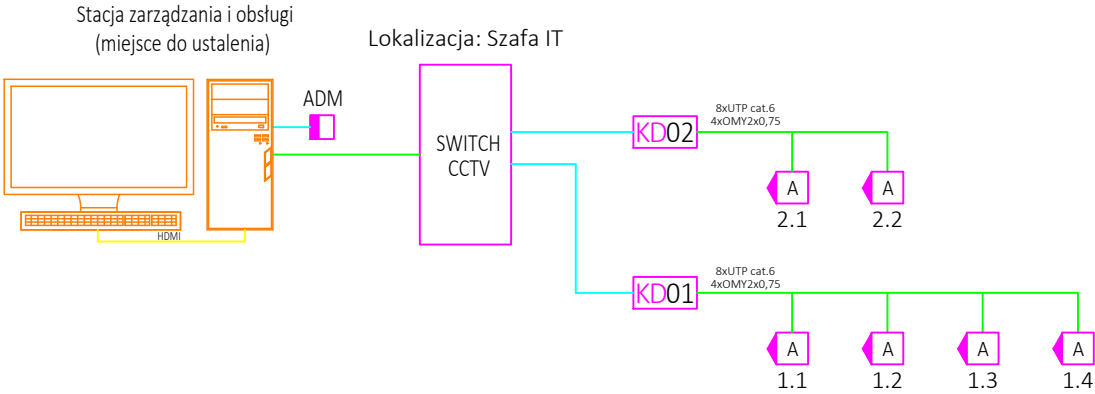 Stacja zarządzania i obsługi
(miejsce do ustalenia)
Lokalizacja: Szafa IT
ADM
SWITCH
CCTV
HDMI
KD02
8xUTP cat.6
4xOMY2x0,75
A
A
2.1
2.2
KD01
8xUTP cat.6
4xOMY2x0,75
A
A
A
A
1.1
1.2
1.3
1.4